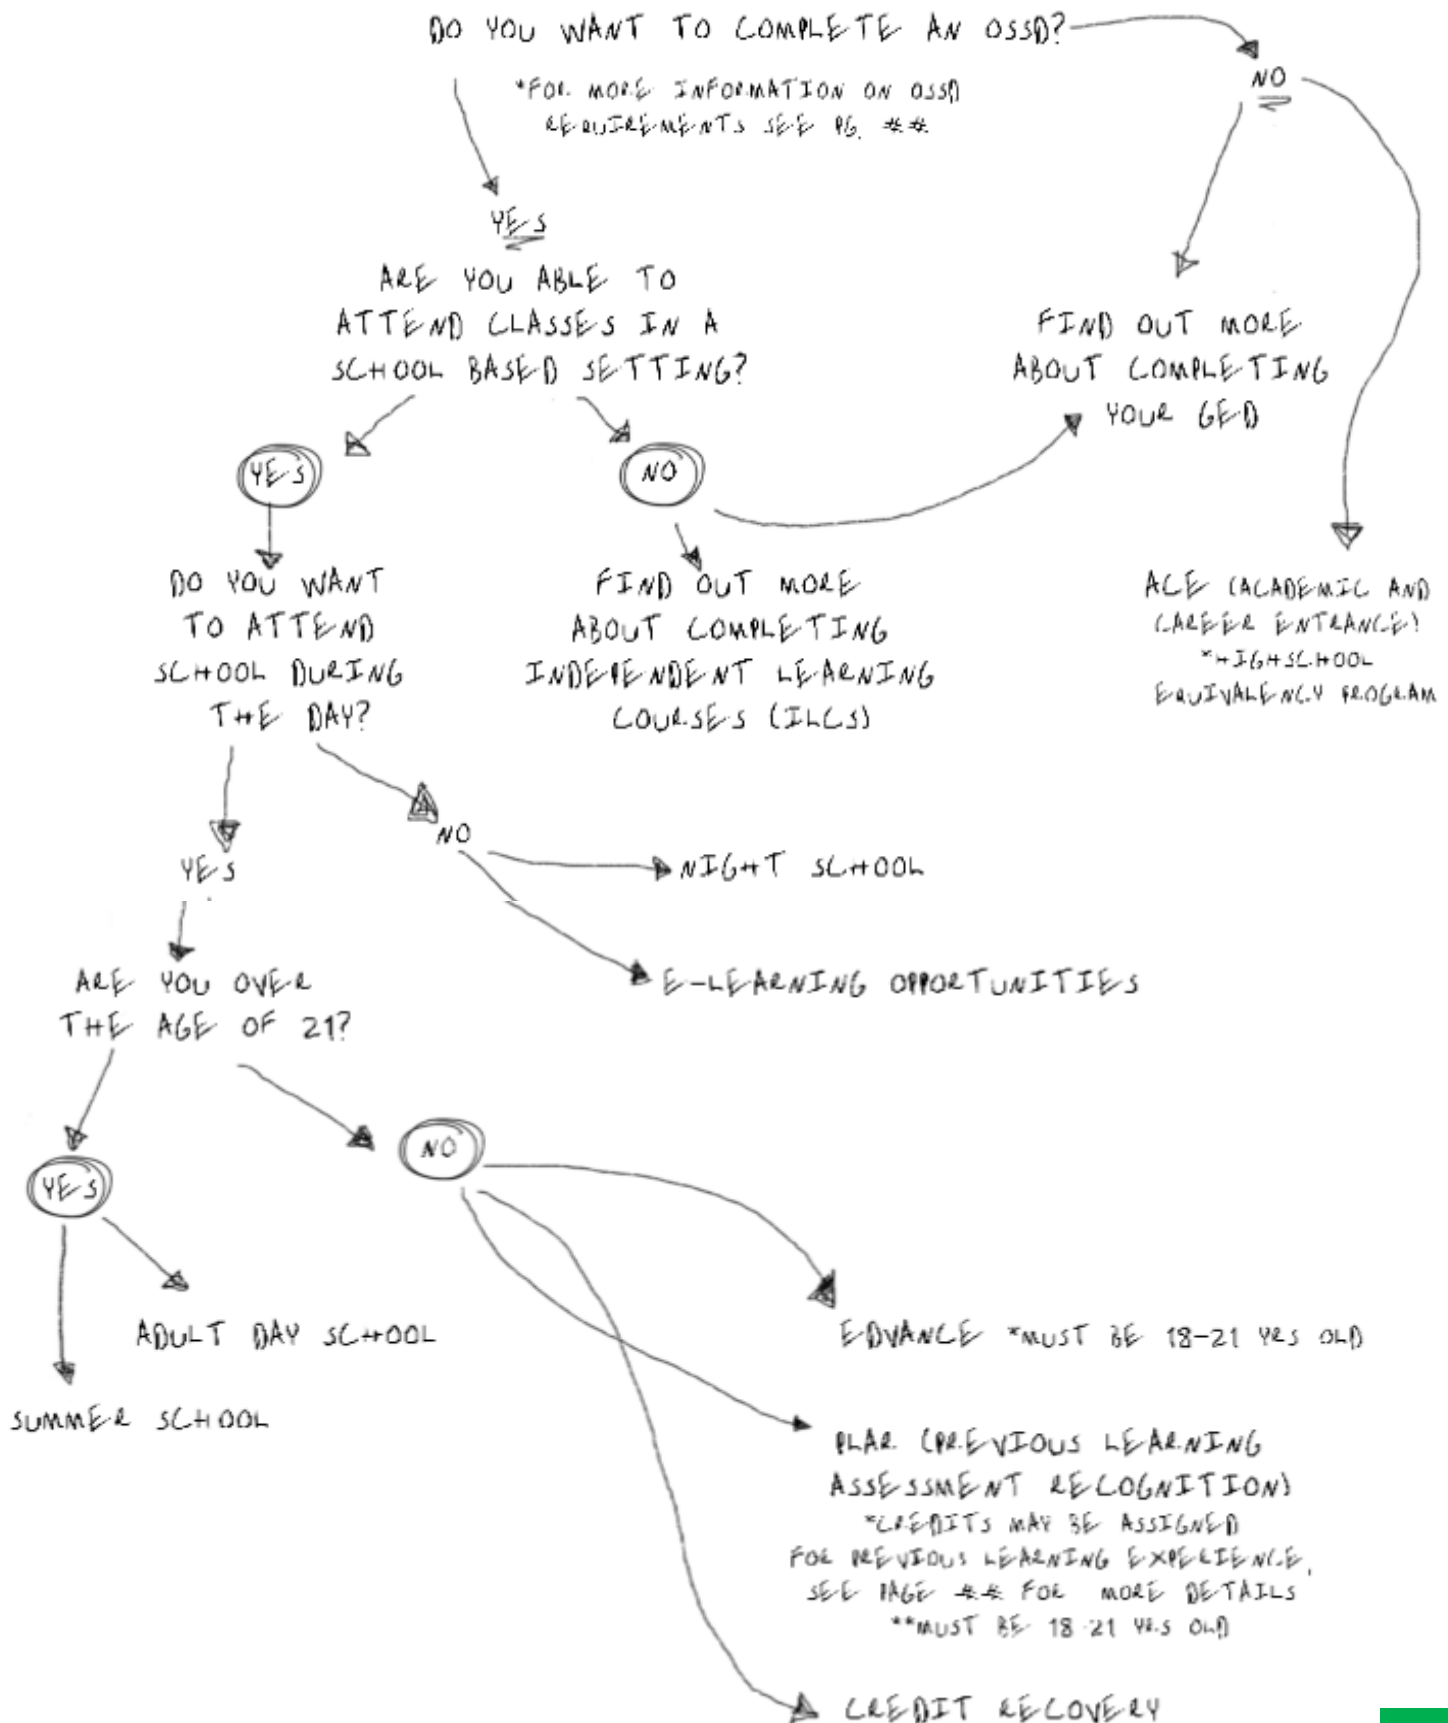 DO YOU WANT TO COMPLETE AN OSSD?
NO
*FOR MORE INFORMATION ON OSSD
REQUIREMENTS SEE PG. ##
YES
ARE YOU ABLE TO
ATTEND CLASSES IN A
SCHOOL BASED SETTING?
FIND OUT MORE
ABOUT COMPLETING
YOUR GED
YES
NO
DO YOU WANT
TO ATTEND
SCHOOL DURING
THE DAY?
FIND OUT MORE
ABOUT COMPLETING
INDEPENDENT LEARNING
COURSES (ILCS)
ACE (ACADEMIC AND
CAREER ENTRANCE)
*HIGHSCHOOL
EQUIVALENCY PROGRAM
NO
YES
NIGHT SCHOOL
E-LEARNING OPPORTUNITIES
ARE YOU OVER
THE AGE OF 21?
NO
YES
ADULT DAY SCHOOL
SUMMER SCHOOL
EDVANCE *MUST BE 18-21 YRS OLD
PLAR (PREVIOUS LEARNING
ASSESSMENT RECOGNITION)
*CREDITS MAY BE ASSIGNED
FOR PREVIOUS LEARNING EXPERIENCE,
SEE PAGE ## FOR MORE DETAILS
**MUST BE 18-21 YRS OLD
CREDIT RECOVERY